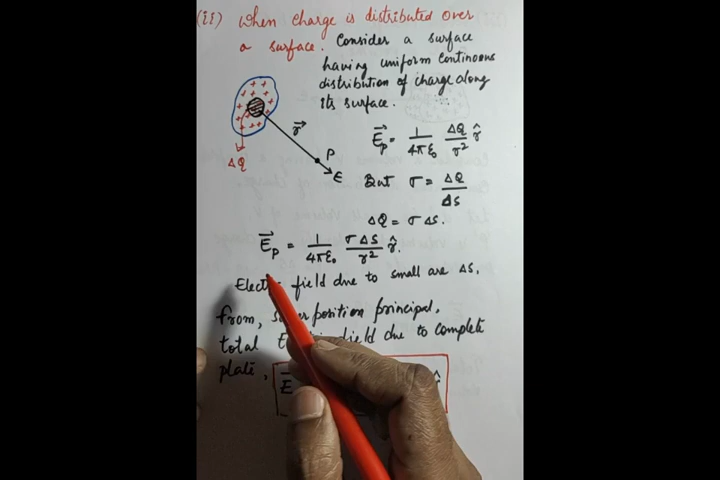 (ii) When charge is distributed over
a surface. Consider a surface
having uniform continuous
distribution of charge along
its surface.
+ + + + + + + + + +
r⃗
P
E
ΔQ
E⃗p = 1/4πε₀ ΔQ/r² r̂
But σ = ΔQ/ΔS
ΔQ = σ ΔS.
E⃗p = 1/4πε₀ σΔS/r² r̂.
field due to small are ΔS.
from, position principal,
total field due to complete
plate,
E⃗